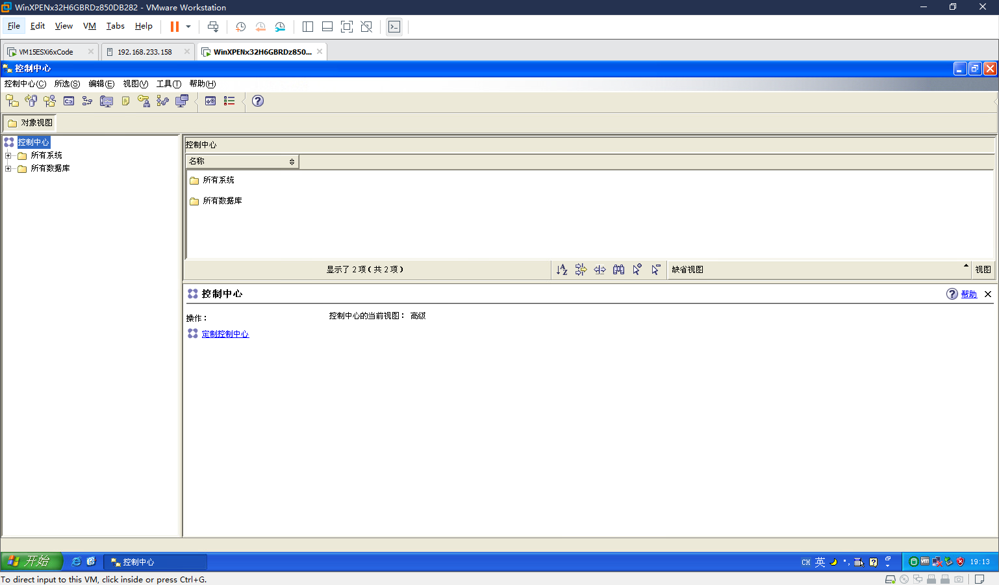 WinXPENx32H6GBRDz850DB282 - VMware Workstation
File Edit View VM Tabs Help
VM15ESXi6xCode
192.168.233.158
WinXPENx32H6GBRDz850...
控制中心
控制中心(C) 所选(S) 编辑(E) 视图(V) 工具(T) 帮助(H)
对象视图
控制中心
所有系统
所有数据库
控制中心
名称
所有系统
所有数据库
显示了 2 项 ( 共 2 项 )
缺省视图
视图
控制中心
帮助
操作：
控制中心的当前视图： 高级
定制控制中心
开始
控制中心
CH 英
19:13
To direct input to this VM, click inside or press Ctrl+G.